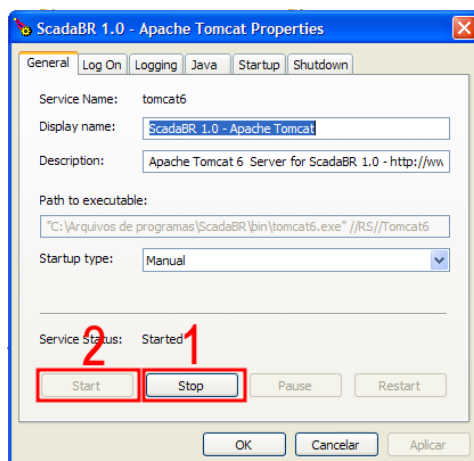 ScadaBR 1.0 - Apache Tomcat Properties
General Log On Logging Java Startup Shutdown
Service Name: tomcat6
Display name: ScadaBR 1.0 - Apache Tomcat
Description: Apache Tomcat 6 Server for ScadaBR 1.0 - http://ww
Path to executable:
"C:\Arquivos de programas\ScadaBR\bin\tomcat6.exe" //RS//Tomcat6
Startup type: Manual
Service Status: Started
2 1
Start Stop Pause Restart
OK Cancelar Aplicar